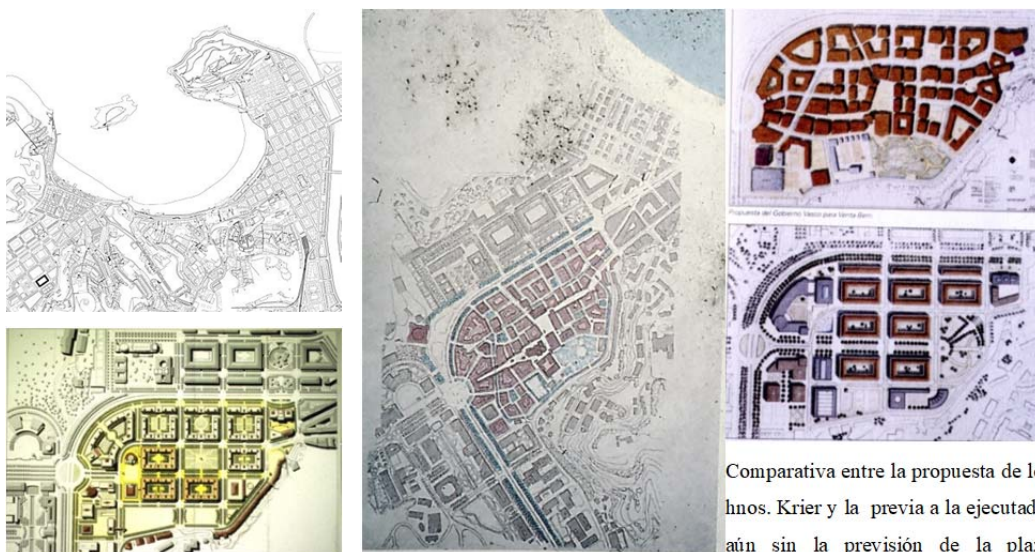 Propuesta del Gobierno Vasco para Venta Berri
Comparativa entre la propuesta de l
hnos. Krier y la previa a la ejecutad
aún sin la previsión de la pla